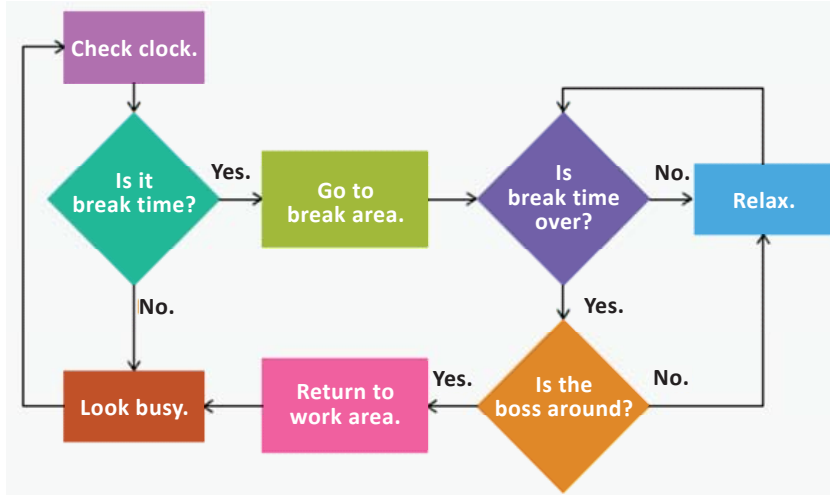 Check clock.
Is it
break time?
Yes.
Go to
break area.
Is
break time
over?
No.
Relax.
No.
Yes.
Look busy.
Return to
work area.
Yes.
Is the
boss around?
No.